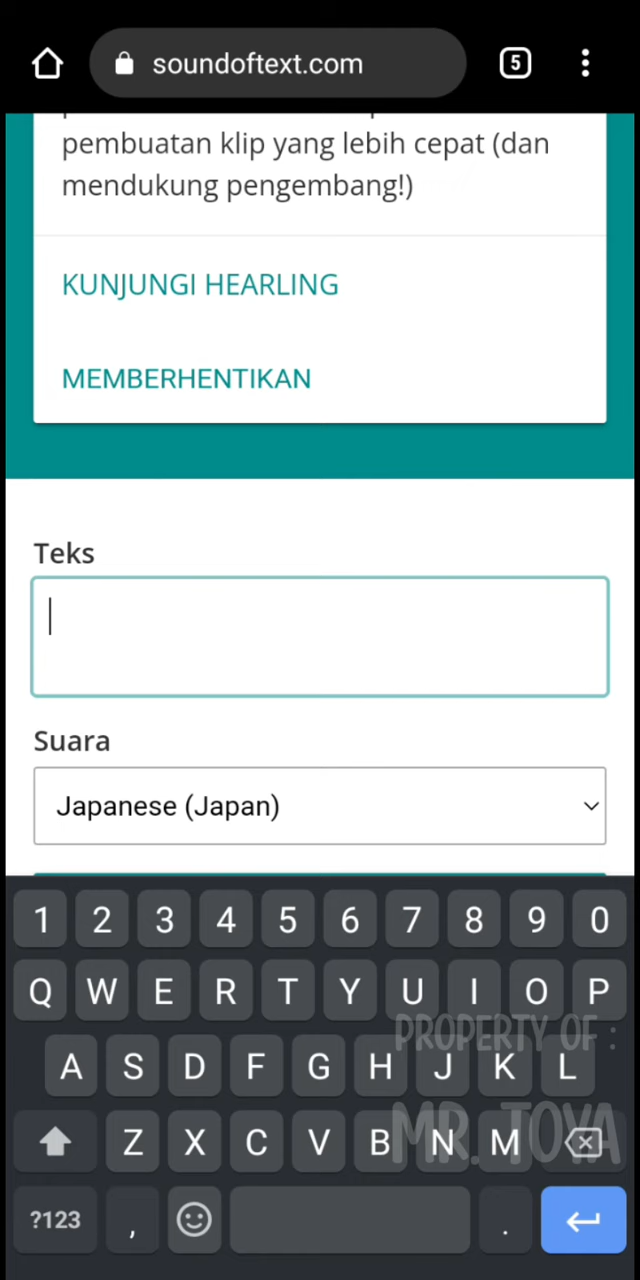 soundoftext.com
5
pembuatan klip yang lebih cepat (dan
mendukung pengembang!)
KUNJUNGI HEARLING
MEMBERHENTIKAN
Teks
Suara
Japanese (Japan)
1 2 3 4 5 6 7 8 9 0
Q W E R T Y U I O P
PROPERTY OF :
A S D F G H J K L
Z X C V B N M
MR. TOYA
?123 , .